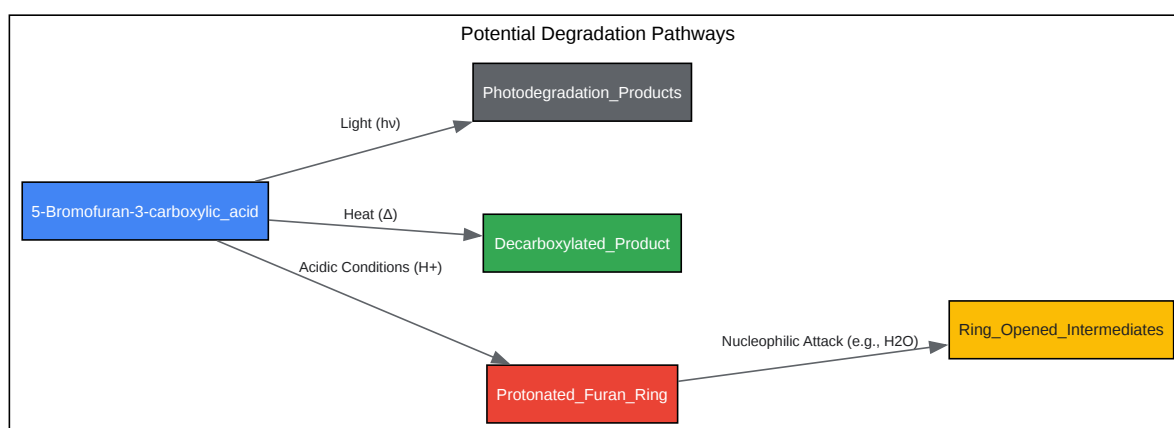 Potential Degradation Pathways
Photodegradation_Products
Light (hν)
5-Bromofuran-3-carboxylic_acid
Heat (Δ)
Decarboxylated_Product
Acidic Conditions (H+)
Ring_Opened_Intermediates
Nucleophilic Attack (e.g., H2O)
Protonated_Furan_Ring